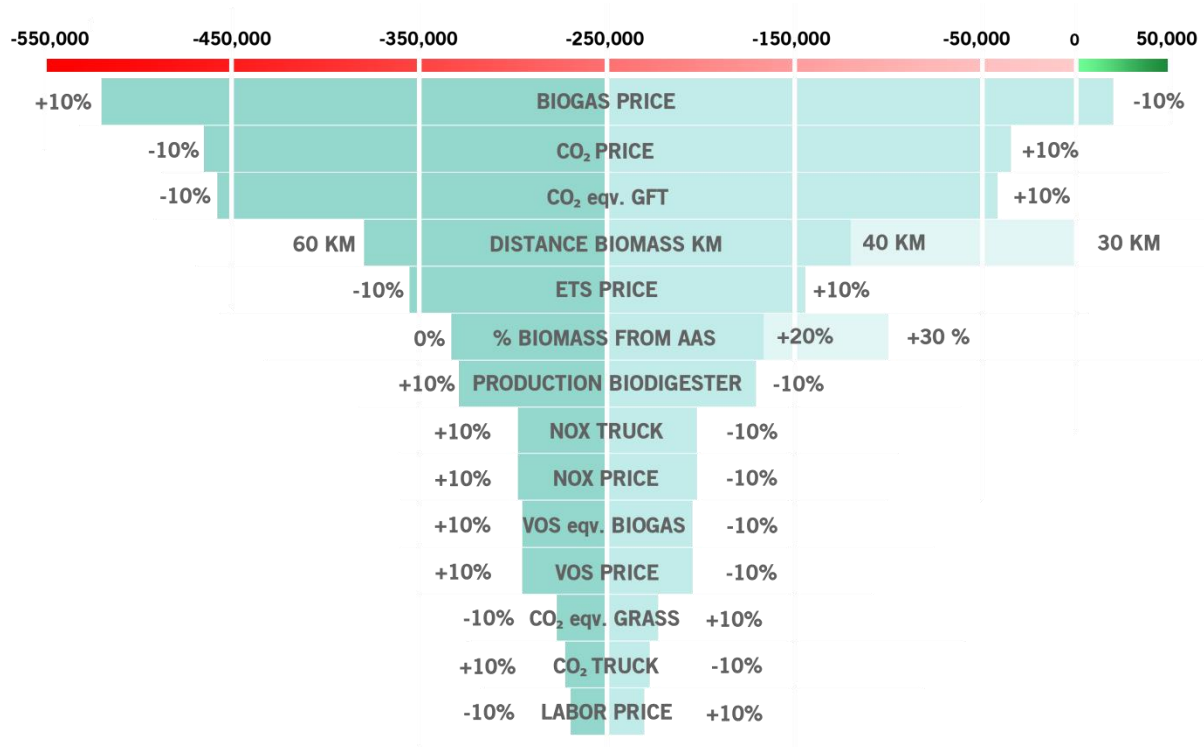 -550,000 -450,000 -350,000 -250,000 -150,000 -50,000 0 50,000
+10% BIOGAS PRICE -10%
-10% CO₂ PRICE +10%
-10% CO₂ eqv. GFT +10%
60 KM DISTANCE BIOMASS KM 40 KM 30 KM
-10% ETS PRICE +10%
0% % BIOMASS FROM AAS +20% +30 %
+10% PRODUCTION BIODIGESTER -10%
+10% NOX TRUCK -10%
+10% NOX PRICE -10%
+10% VOS eqv. BIOGAS -10%
+10% VOS PRICE -10%
-10% CO₂ eqv. GRASS +10%
+10% CO₂ TRUCK -10%
-10% LABOR PRICE +10%